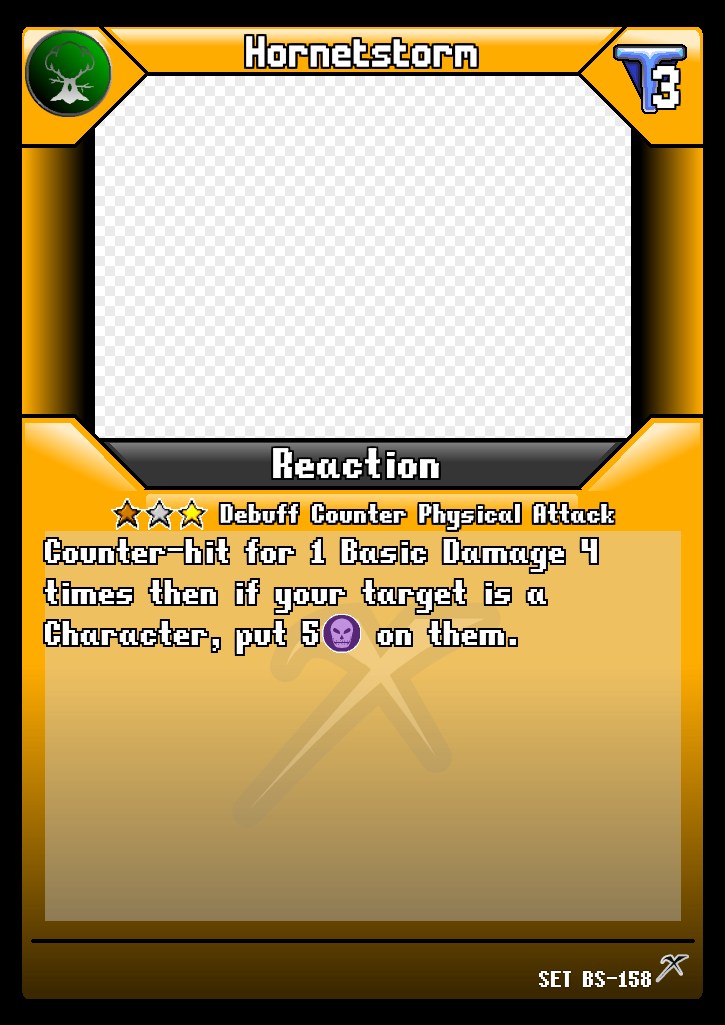 Hornetstorm
T3
Reaction
Debuff Counter Physical Attack
Counter-hit for 1 Basic Damage 4
times then if your target is a
Character, put 5 on them.
SET BS-158